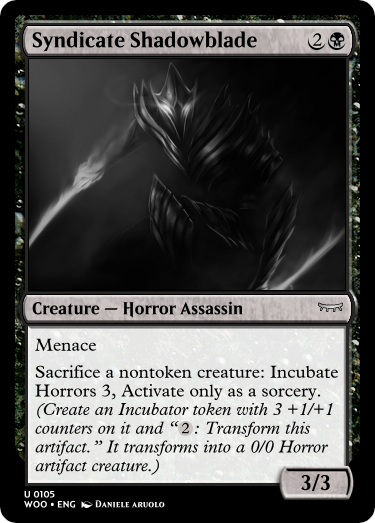 Syndicate Shadowblade 2
Creature — Horror Assassin
Menace
Sacrifice a nontoken creature: Incubate
Horrors 3, Activate only as a sorcery.
(Create an Incubator token with 3 +1/+1
counters on it and “2: Transform this
artifact.” It transforms into a 0/0 Horror
artifact creature.)
3/3
U 0105
WOO • ENG DANIELE ARUOLO